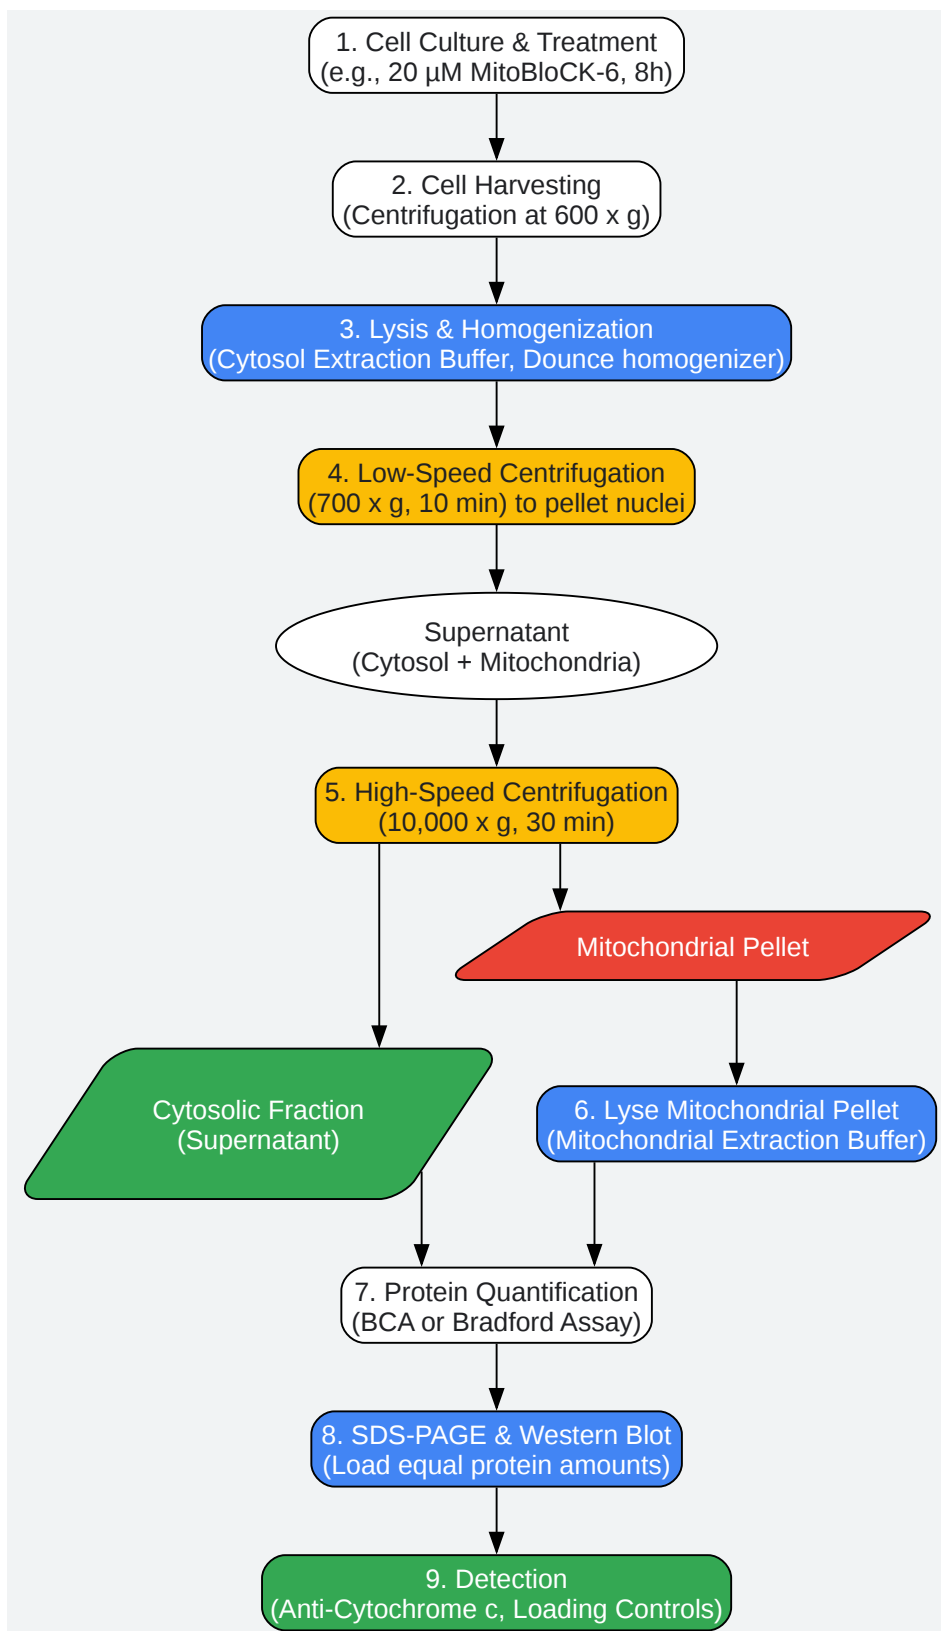 1. Cell Culture & Treatment
(e.g., 20 µM MitoBloCK-6, 8h)
2. Cell Harvesting
(Centrifugation at 600 x g)
3. Lysis & Homogenization
(Cytosol Extraction Buffer, Dounce homogenizer)
4. Low-Speed Centrifugation
(700 x g, 10 min) to pellet nuclei
Supernatant
(Cytosol + Mitochondria)
5. High-Speed Centrifugation
(10,000 x g, 30 min)
Mitochondrial Pellet
Cytosolic Fraction
(Supernatant)
6. Lyse Mitochondrial Pellet
(Mitochondrial Extraction Buffer)
7. Protein Quantification
(BCA or Bradford Assay)
8. SDS-PAGE & Western Blot
(Load equal protein amounts)
9. Detection
(Anti-Cytochrome c, Loading Controls)